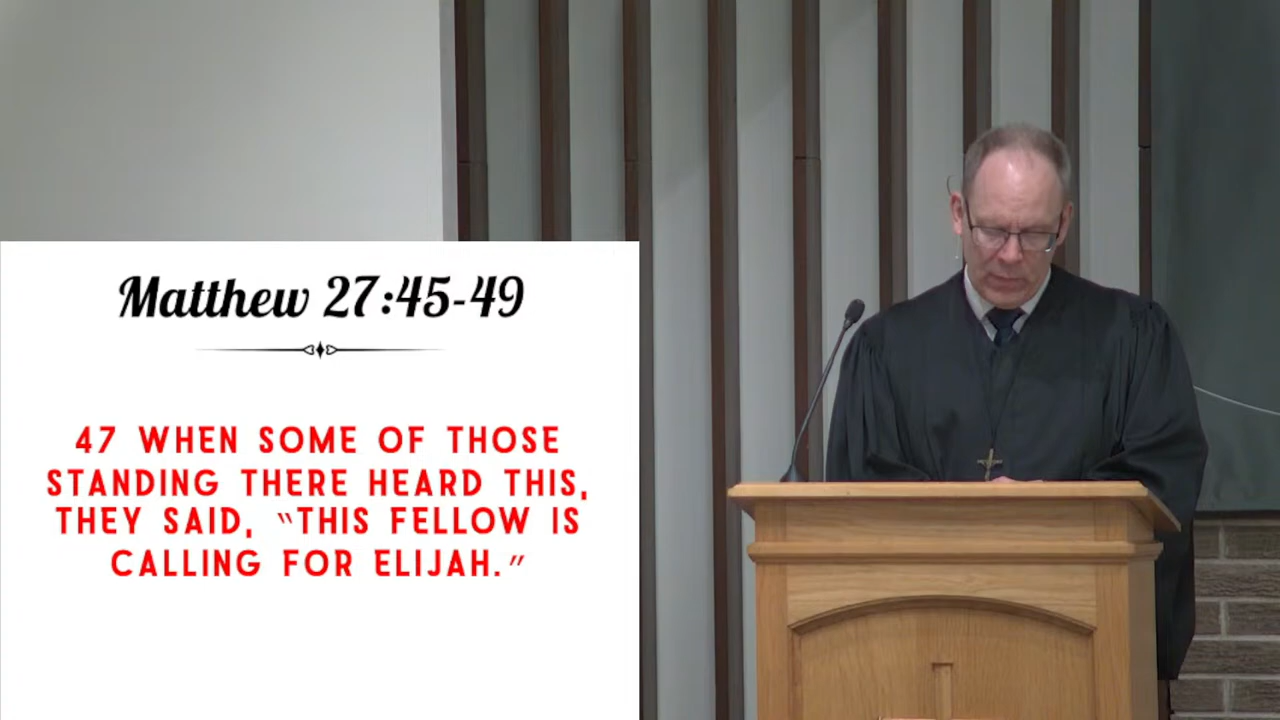 Matthew 27:45-49
47 WHEN SOME OF THOSE
STANDING THERE HEARD THIS,
THEY SAID, “THIS FELLOW IS
CALLING FOR ELIJAH.”